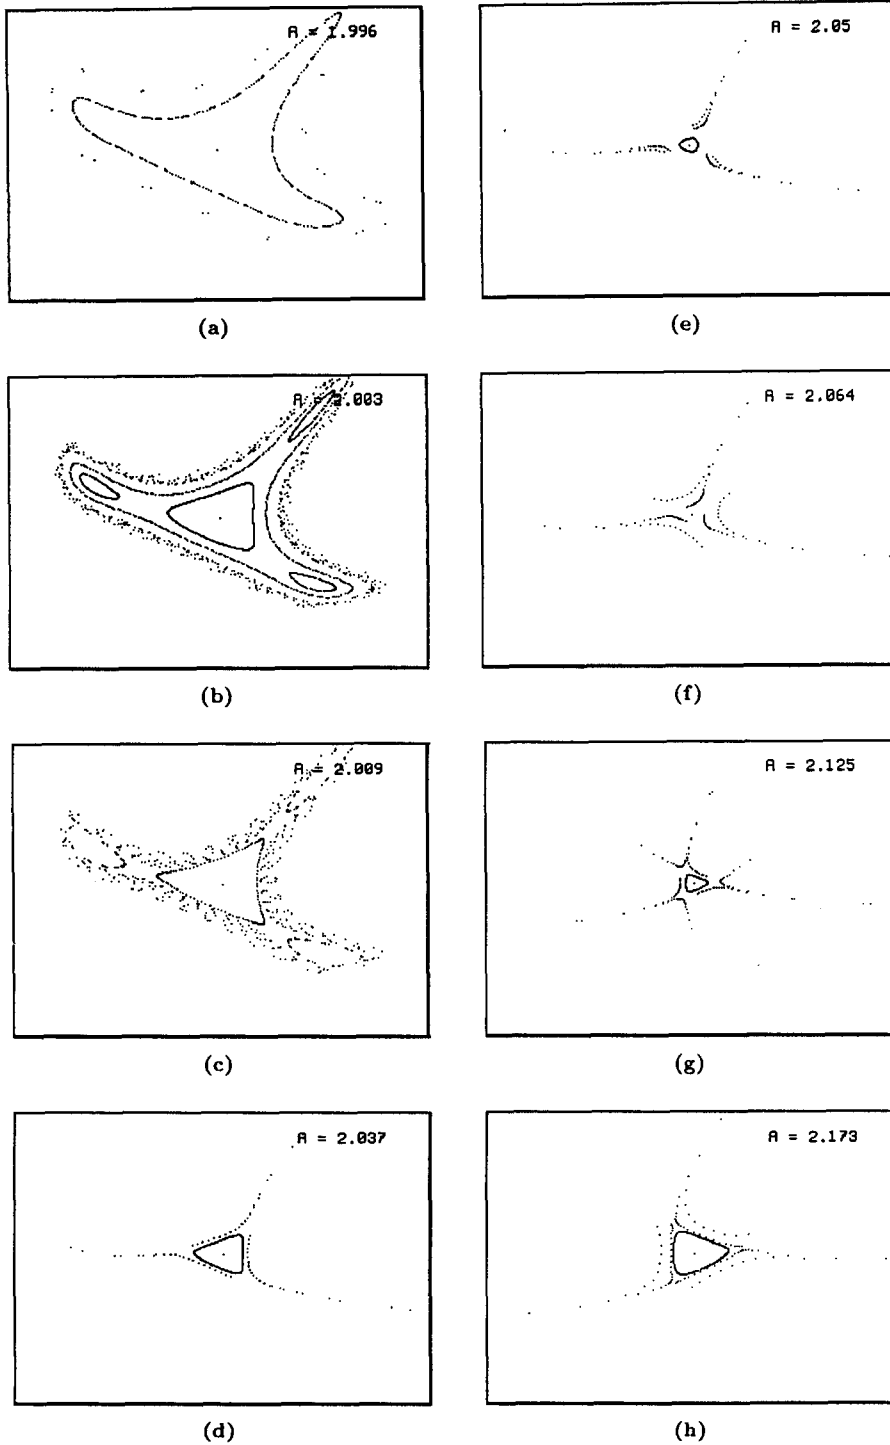 A = 1.996
(a)
A = 2.003
(b)
A = 2.009
(c)
A = 2.037
(d)
A = 2.05
(e)
A = 2.064
(f)
A = 2.125
(g)
A = 2.173
(h)